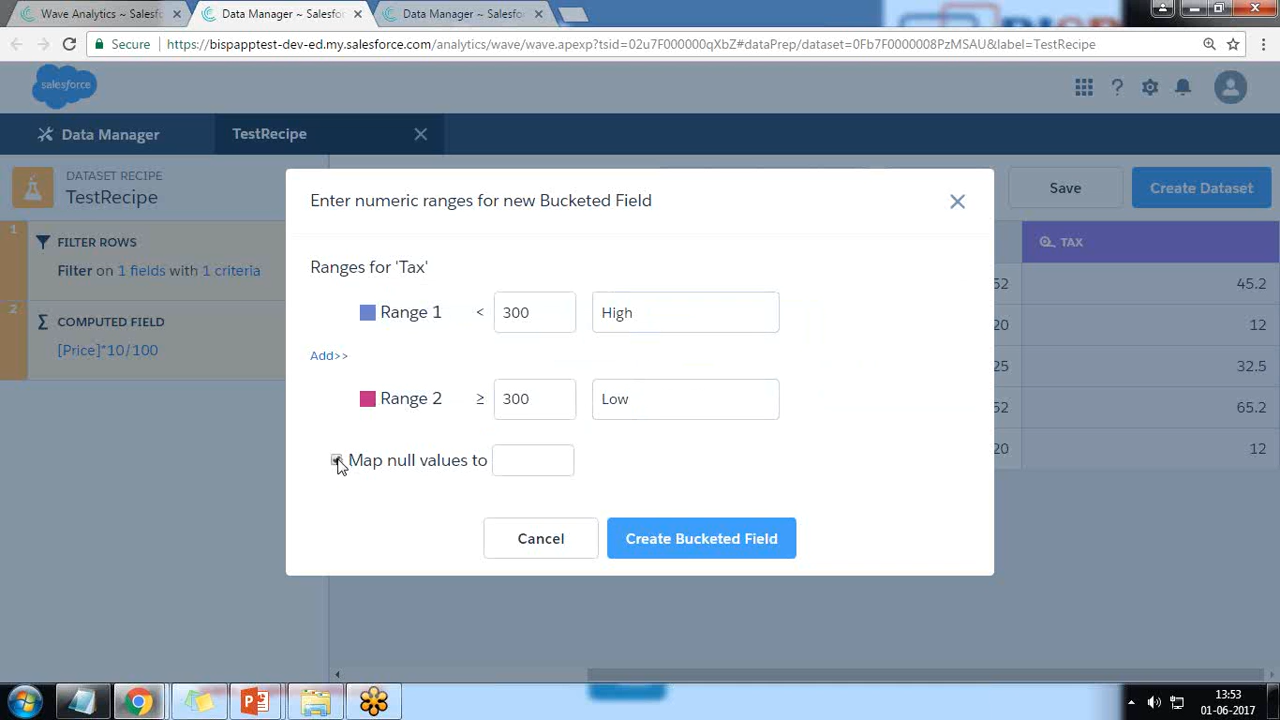 Wave Analytics ~ Salesfo
Data Manager ~ Salesfor
Data Manager ~ Salesfor
Secure
https://bispapptest-dev-ed.my.salesforce.com/analytics/wave/wave.apexp?tsid=02u7F000000qXbZ#dataPrep/dataset=0Fb7F0000008PzMSAU&label=TestRecipe
salesforce
Data Manager
TestRecipe
DATASET RECIPE
TestRecipe
Save
Create Dataset
1
FILTER ROWS
Filter on 1 fields with 1 criteria
2
COMPUTED FIELD
[Price]*10/100
Enter numeric ranges for new Bucketed Field
Ranges for 'Tax'
Range 1 < 300 High
Add>>
Range 2 ≥ 300 Low
Map null values to
Cancel
Create Bucketed Field
TAX
52 45.2
20 12
25 32.5
52 65.2
20 12
13:53
01-06-2017